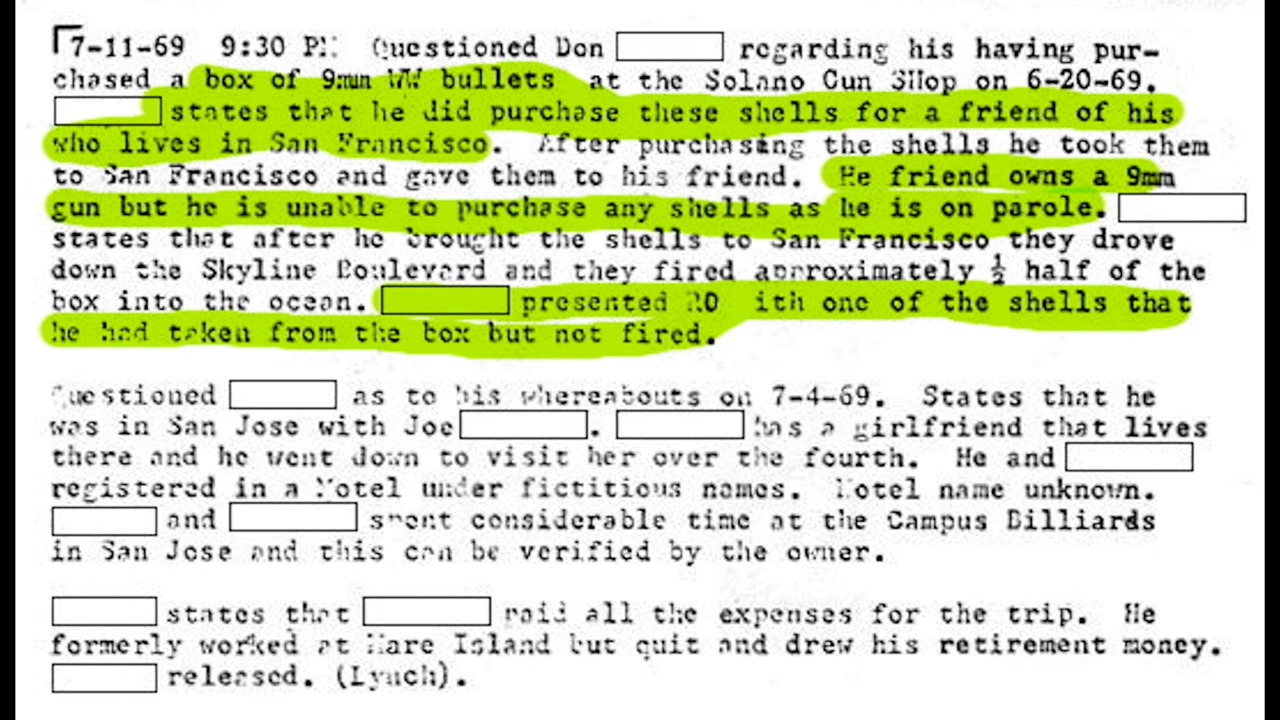 7-11-69 9:30 PM Questioned Don regarding his having pur-
chased a box of 9mm WW bullets at the Solano Gun Shop on 6-20-69.
states that he did purchase these shells for a friend of his
who lives in San Francisco. After purchasing the shells he took them
to San Francisco and gave them to his friend. He friend owns a 9mm
gun but he is unable to purchase any shells as he is on parole.
states that after he brought the shells to San Francisco they drove
down the Skyline Boulevard and they fired approximately ½ half of the
box into the ocean. presented RO ith one of the shells that
he had taken from the box but not fired.
Questioned as to his whereabouts on 7-4-69. States that he
was in San Jose with Joe . has a girlfriend that lives
there and he went down to visit her over the fourth. He and
registered in a Motel under fictitious names. Motel name unknown.
and spent considerable time at the Campus Billiards
in San Jose and this can be verified by the owner.
states that paid all the expenses for the trip. He
formerly worked at Mare Island but quit and drew his retirement money.
released. (Lynch).